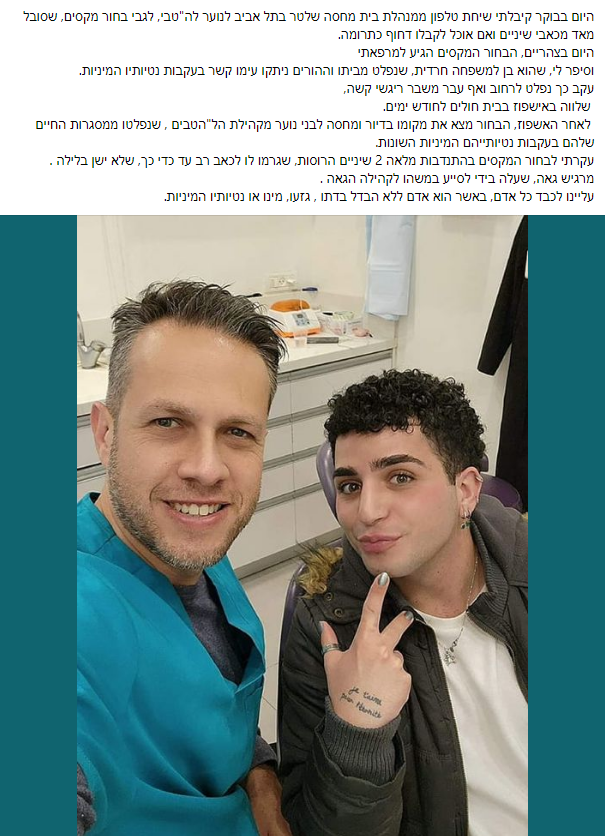 היום בבוקר קיבלתי שיחת טלפון ממנהלת בית מחסה שלטר בתל אביב לנוער לה"טבי, לגבי בחור מקסים, שסובל
מאד מכאבי שיניים ואם אוכל לקבלו דחוף כתרומה.
היום בצהריים, הבחור המקסים הגיע למרפאתי
וסיפר לי, שהוא בן למשפחה חרדית, שנפלט מביתו וההורים ניתקו עימו קשר בעקבות נטיותיו המיניות.
עקב כך נפלט לרחוב ואף עבר משבר ריגשי קשה,
שלווה באישפוז בבית חולים לחודש ימים.
לאחר האשפוז, הבחור מצא את מקומו בדיור ומחסה לבני נוער מקהילת הל"הטבים , שנפלטו ממסגרות החיים
שלהם בעקבות נטיותייהם המיניות השונות.
עקרתי לבחור המקסים בהתנדבות מלאה 2 שיניים הרוסות, שגרמו לו לכאב רב עד כדי כך, שלא ישן בלילה .
מרגיש גאה, שעלה בידי לסייע במשהו לקהילה הגאה .
עלינו לכבד כל אדם, באשר הוא אדם ללא הבדל בדתו , גזעו, מינו או נטיותיו המיניות.
je t'aime